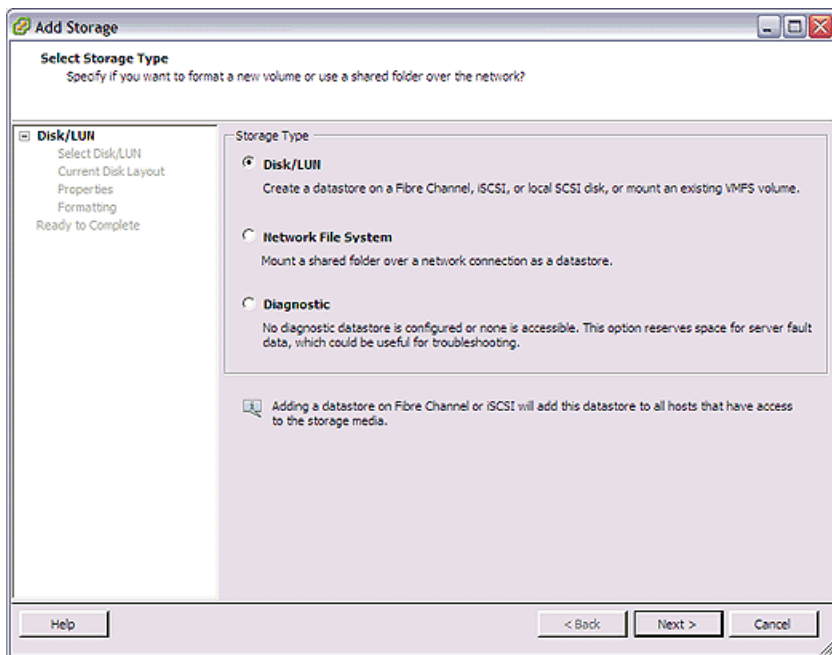 Add Storage
Select Storage Type
Specify if you want to format a new volume or use a shared folder over the network?
Disk/LUN
Select Disk/LUN
Current Disk Layout
Properties
Formatting
Ready to Complete
Storage Type
Disk/LUN
Create a datastore on a Fibre Channel, iSCSI, or local SCSI disk, or mount an existing VMFS volume.
Network File System
Mount a shared folder over a network connection as a datastore.
Diagnostic
No diagnostic datastore is configured or none is accessible. This option reserves space for server fault
data, which could be useful for troubleshooting.
Adding a datastore on Fibre Channel or iSCSI will add this datastore to all hosts that have access
to the storage media.
Help
< Back
Next >
Cancel